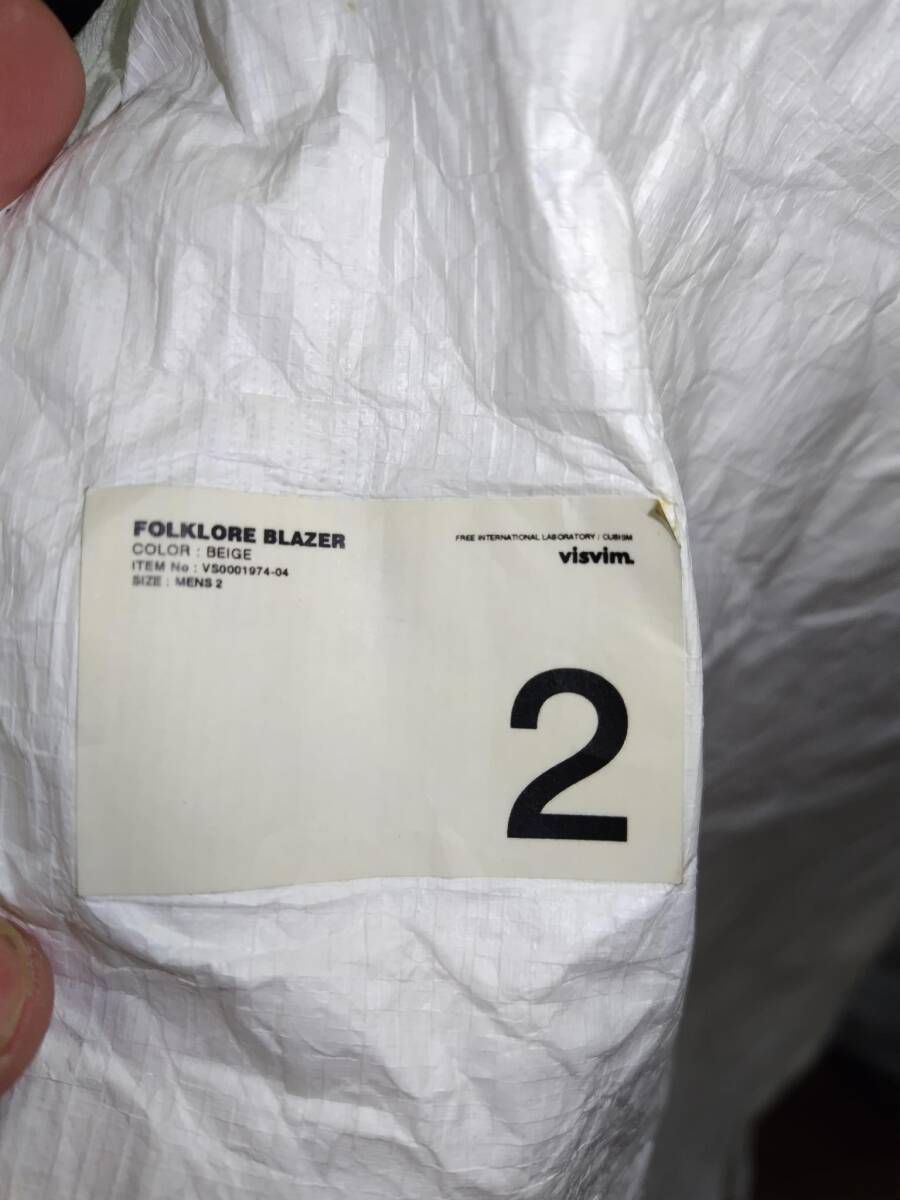 FOLKLORE BLAZER
COLOR : BEIGE
ITEM No : VS0001974-04
SIZE : MENS 2
FREE INTERNATIONAL LABORATORY / CUBISM
visvim.
2